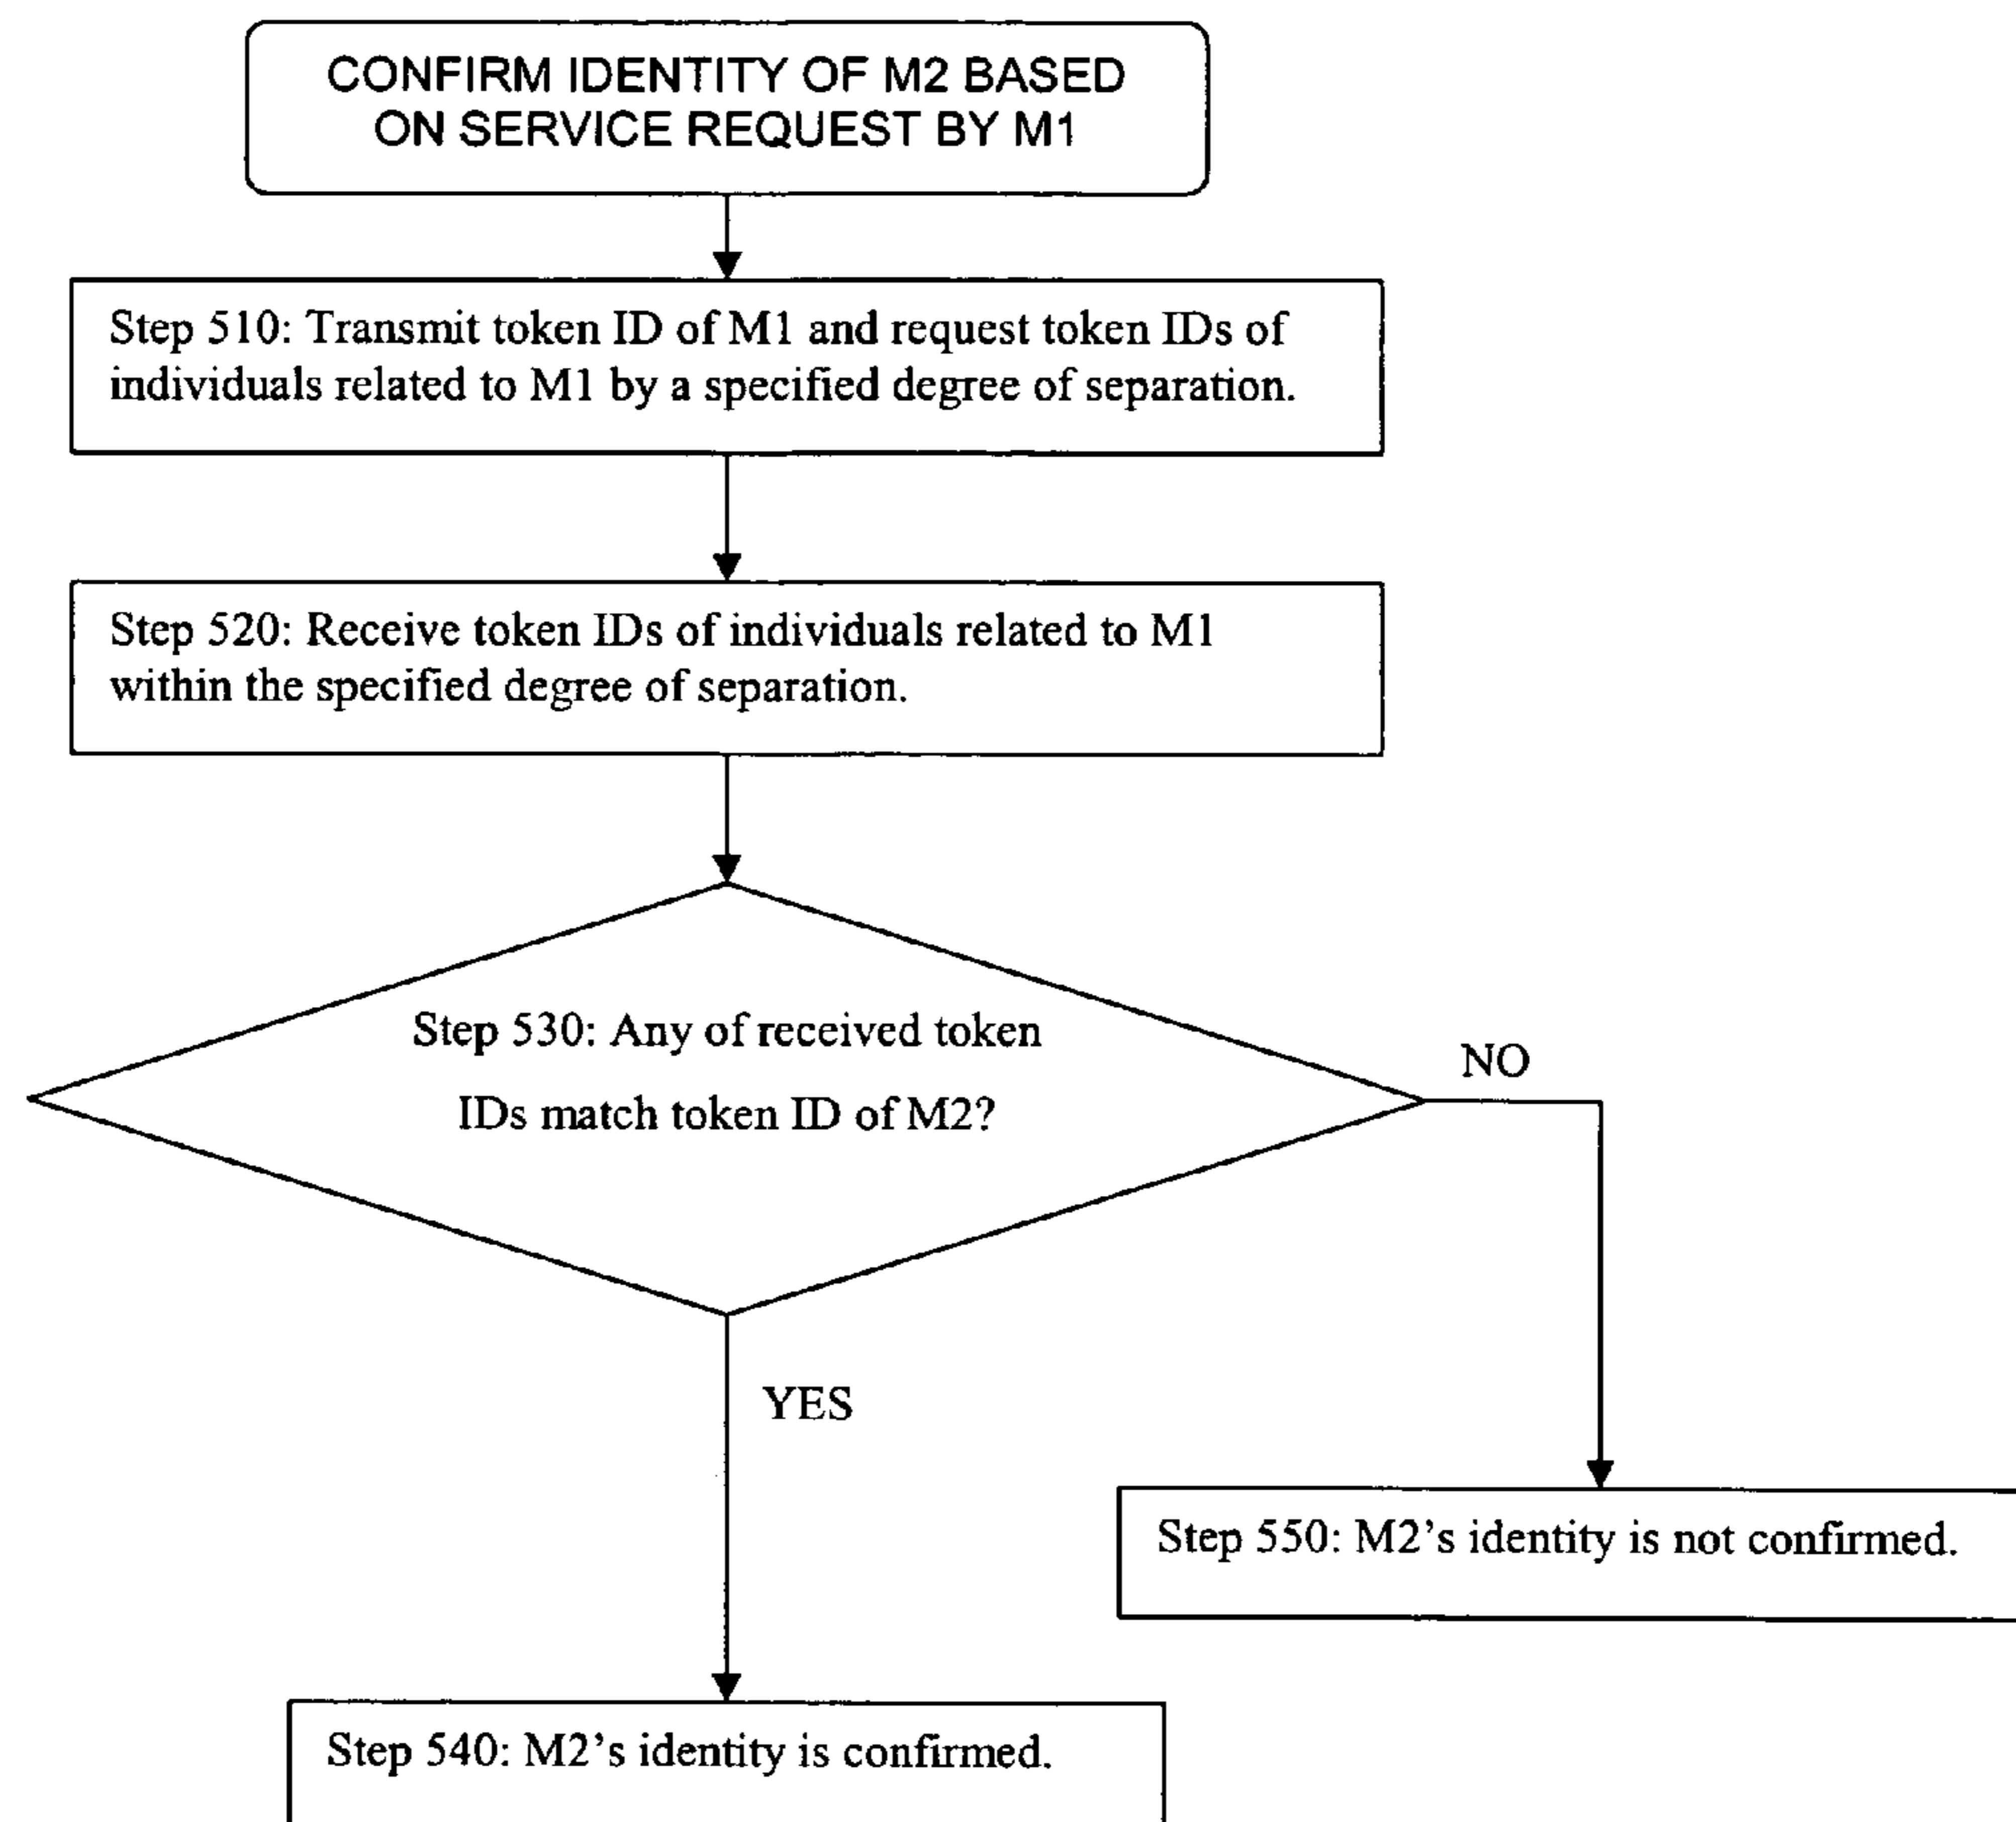 CONFIRM IDENTITY OF M2 BASED
ON SERVICE REQUEST BY M1
Step 510: Transmit token ID of M1 and request token IDs of
individuals related to M1 by a specified degree of separation.
Step 520: Receive token IDs of individuals related to M1
within the specified degree of separation.
Step 530: Any of received token
IDs match token ID of M2?
NO
YES
Step 550: M2’s identity is not confirmed.
Step 540: M2’s identity is confirmed.